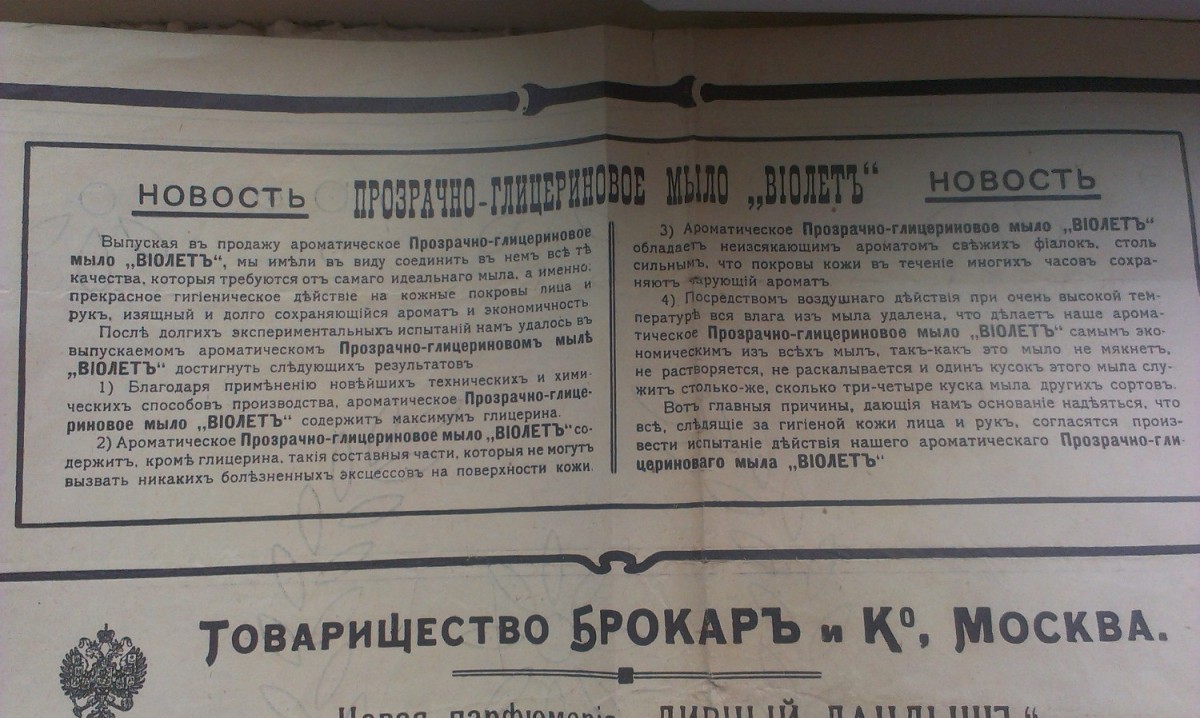 НОВОСТЬ ПРОЗРАЧНО-ГЛИЦЕРИНОВОЕ МЫЛО „ВІОЛЕТЪ“ НОВОСТЬ
Выпуская въ продажу ароматическое Прозрачно-глицериновое
мыло „ВІОЛЕТЪ“, мы имѣли въ виду соединить въ немъ всѣ тѣ
качества, которыя требуются отъ самаго идеальнаго мыла, а именно:
прекрасное гигіеническое дѣйствіе на кожные покровы лица и
рукъ, изящный и долго сохраняющійся ароматъ и экономичность
Послѣ долгихъ экспериментальныхъ испытаній намъ удалось въ
выпускаемомъ ароматическомъ Прозрачно-глицериновомъ мылѣ
„ВІОЛЕТЪ“ достигнуть слѣдующихъ результатовъ
1) Благодаря примѣненію новѣйшихъ техническихъ и хими-
ческихъ способовъ производства, ароматическое Прозрачно-глице-
риновое мыло „ВІОЛЕТЪ“ содержитъ максимумъ глицерина.
2) Ароматическое Прозрачно-глицериновое мыло „ВІОЛЕТЪ“ со-
держитъ, кромѣ глицерина, такія составныя части, которыя не могутъ
вызвать никакихъ болѣзненныхъ эксцессовъ на поверхности кожи.
3) Ароматическое Прозрачно-глицериновое мыло „ВІОЛЕТЪ“
обладаетъ неизсякающимъ ароматомъ свѣжихъ фіалокъ, столь
сильнымъ, что покровы кожи въ теченіе многихъ часовъ сохра-
няютъ чарующій ароматъ
4) Посредствомъ воздушнаго дѣйствія при очень высокой тем-
пературѣ вся влага изъ мыла удалена, что дѣлаетъ наше арома-
тическое Прозрачно-глицериновое мыло „ВІОЛЕТЪ“ самымъ эко-
номическимъ изъ всѣхъ мылъ, такъ-какъ это мыло не мякнетъ,
не растворяется, не раскалывается и одинъ кусокъ этого мыла слу-
житъ столько-же, сколько три-четыре куска мыла другихъ сортовъ.
Вотъ главныя причины, дающія намъ основаніе надѣяться, что
всѣ, слѣдящіе за гигіеной кожи лица и рукъ, согласятся произ-
вести испытаніе дѣйствія нашего ароматическаго Прозрачно-гли-
цериноваго мыла „ВІОЛЕТЪ“
ТОВАРИЩЕСТВО БРОКАРЪ и К⁰, МОСКВА.
Новая парфюмерія ЛАНДЫШЪ“